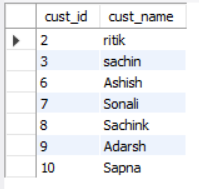 cust_id cust_name
2 ritik
3 sachin
6 Ashish
7 Sonali
8 Sachink
9 Adarsh
10 Sapna